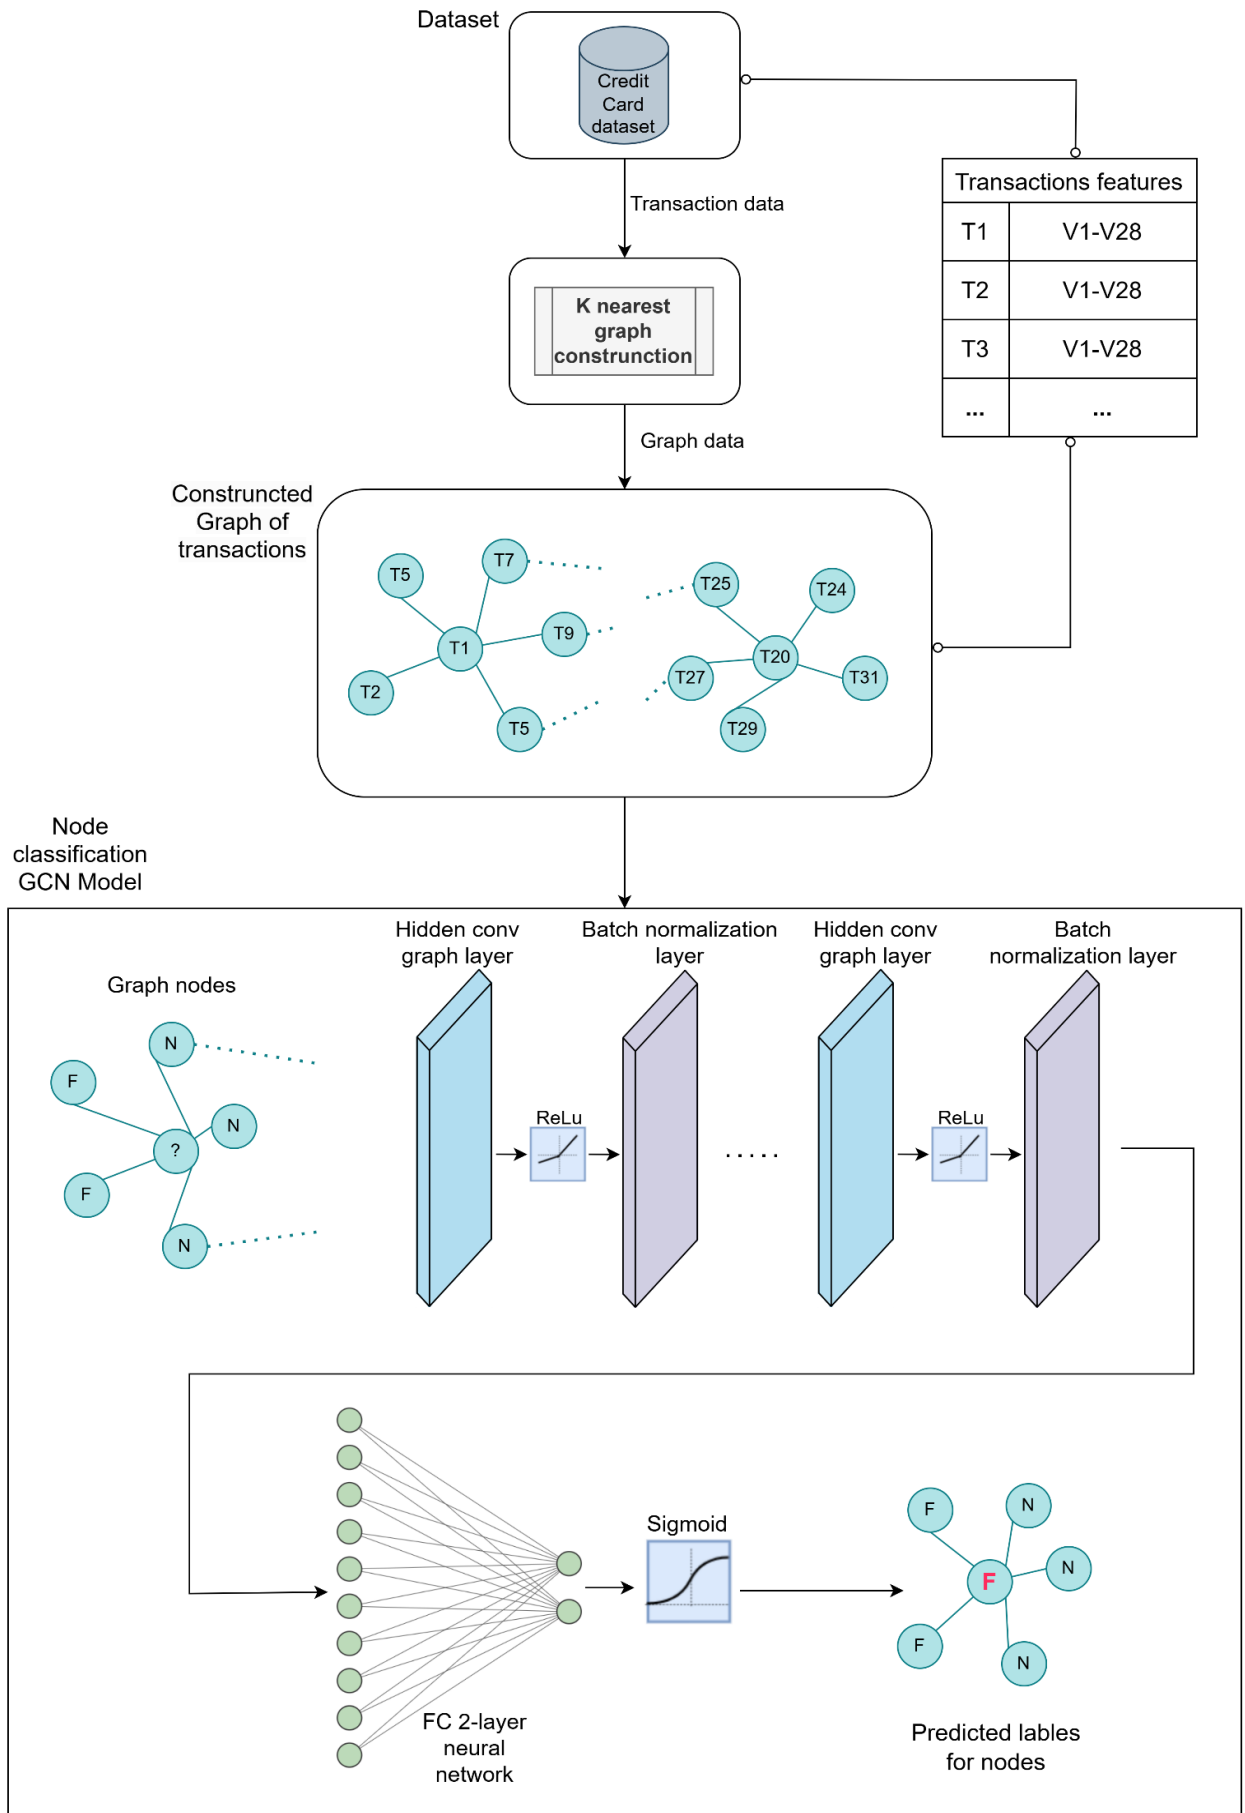 Dataset
Credit
Card
dataset
Transaction data
Transactions features
T1 V1-V28
T2 V1-V28
T3 V1-V28
... ...
K nearest
graph
construnction
Graph data
Construncted
Graph of
transactions
T5
T7
T9
T1
T2
T5
T25
T24
T20
T27
T31
T29
Node
classification
GCN Model
Graph nodes
N
F
N
?
F
N
Hidden conv
graph layer
ReLu
Batch normalization
layer
.....
Hidden conv
graph layer
ReLu
Batch
normalization layer
FC 2-layer
neural
network
Sigmoid
F
N
F
N
F
N
Predicted lables
for nodes